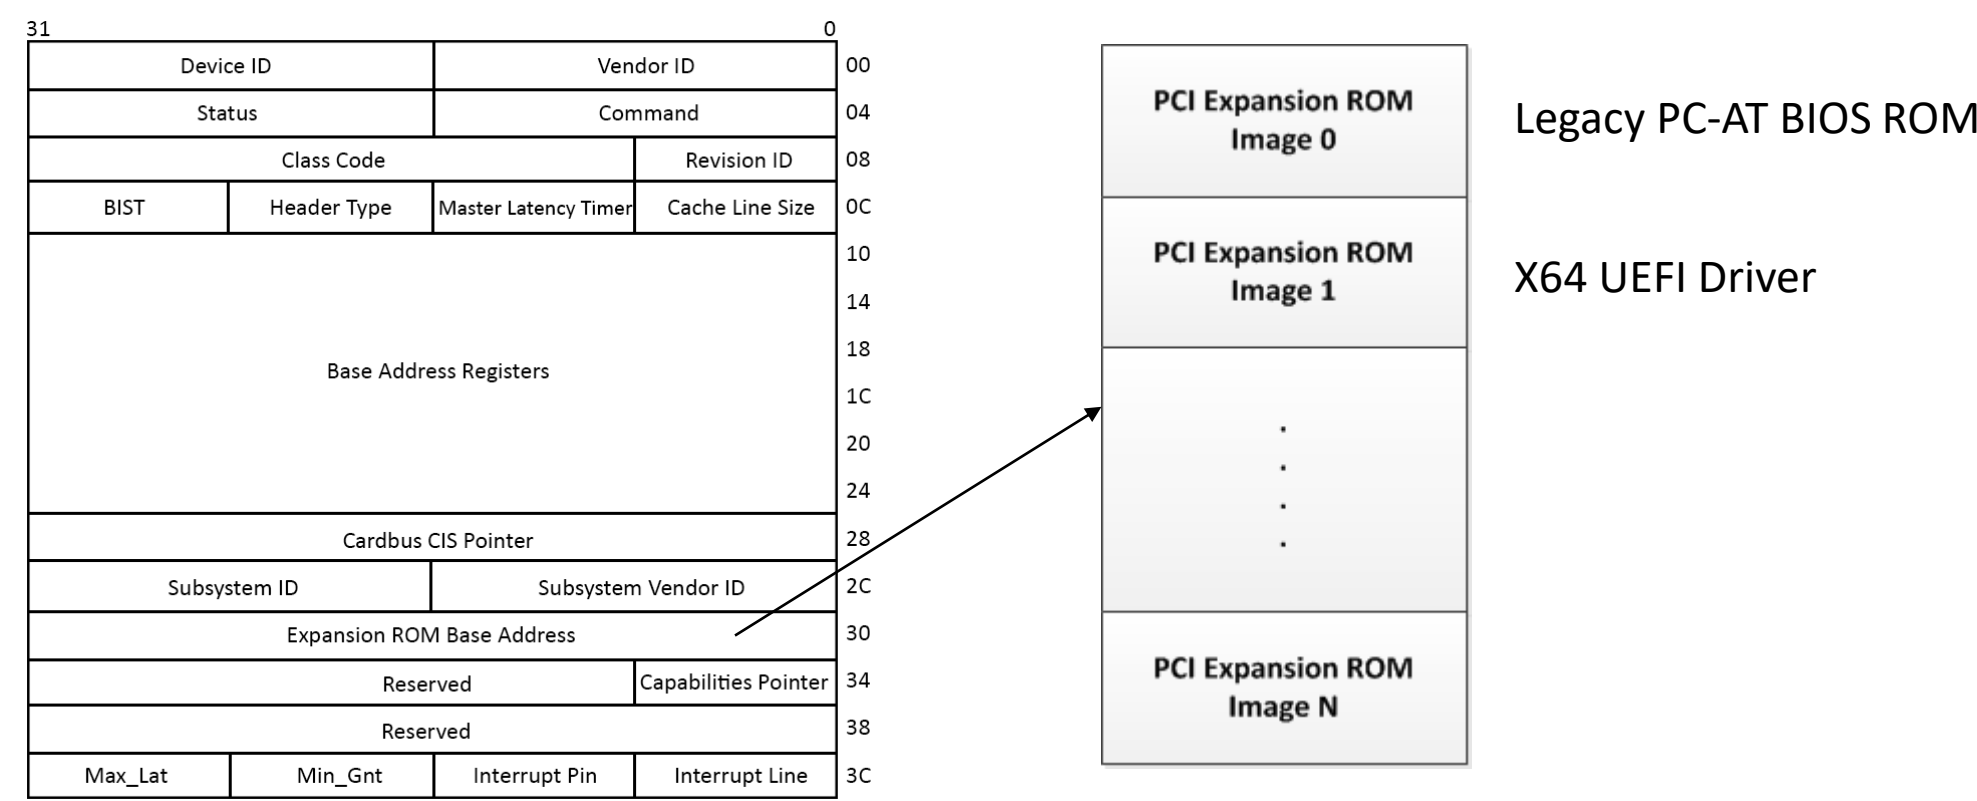 31 0
Device ID Vendor ID 00
Status Command 04
Class Code Revision ID 08
BIST Header Type Master Latency Timer Cache Line Size 0C
10
14
18
Base Address Registers
1C
20
24
Cardbus CIS Pointer 28
Subsystem ID Subsystem Vendor ID 2C
Expansion ROM Base Address 30
Reserved Capabilities Pointer 34
Reserved 38
Max_Lat Min_Gnt Interrupt Pin Interrupt Line 3C
PCI Expansion ROM
Image 0
Legacy PC-AT BIOS ROM
PCI Expansion ROM
Image 1
X64 UEFI Driver
.
.
.
.
PCI Expansion ROM
Image N